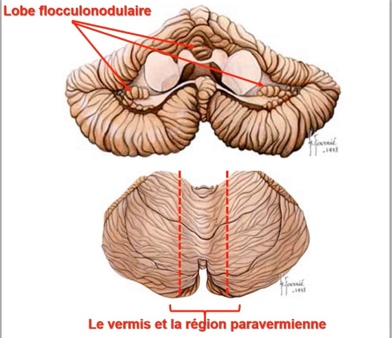 Lobe flocculonodulaire
Le vermis et la région paravermienne